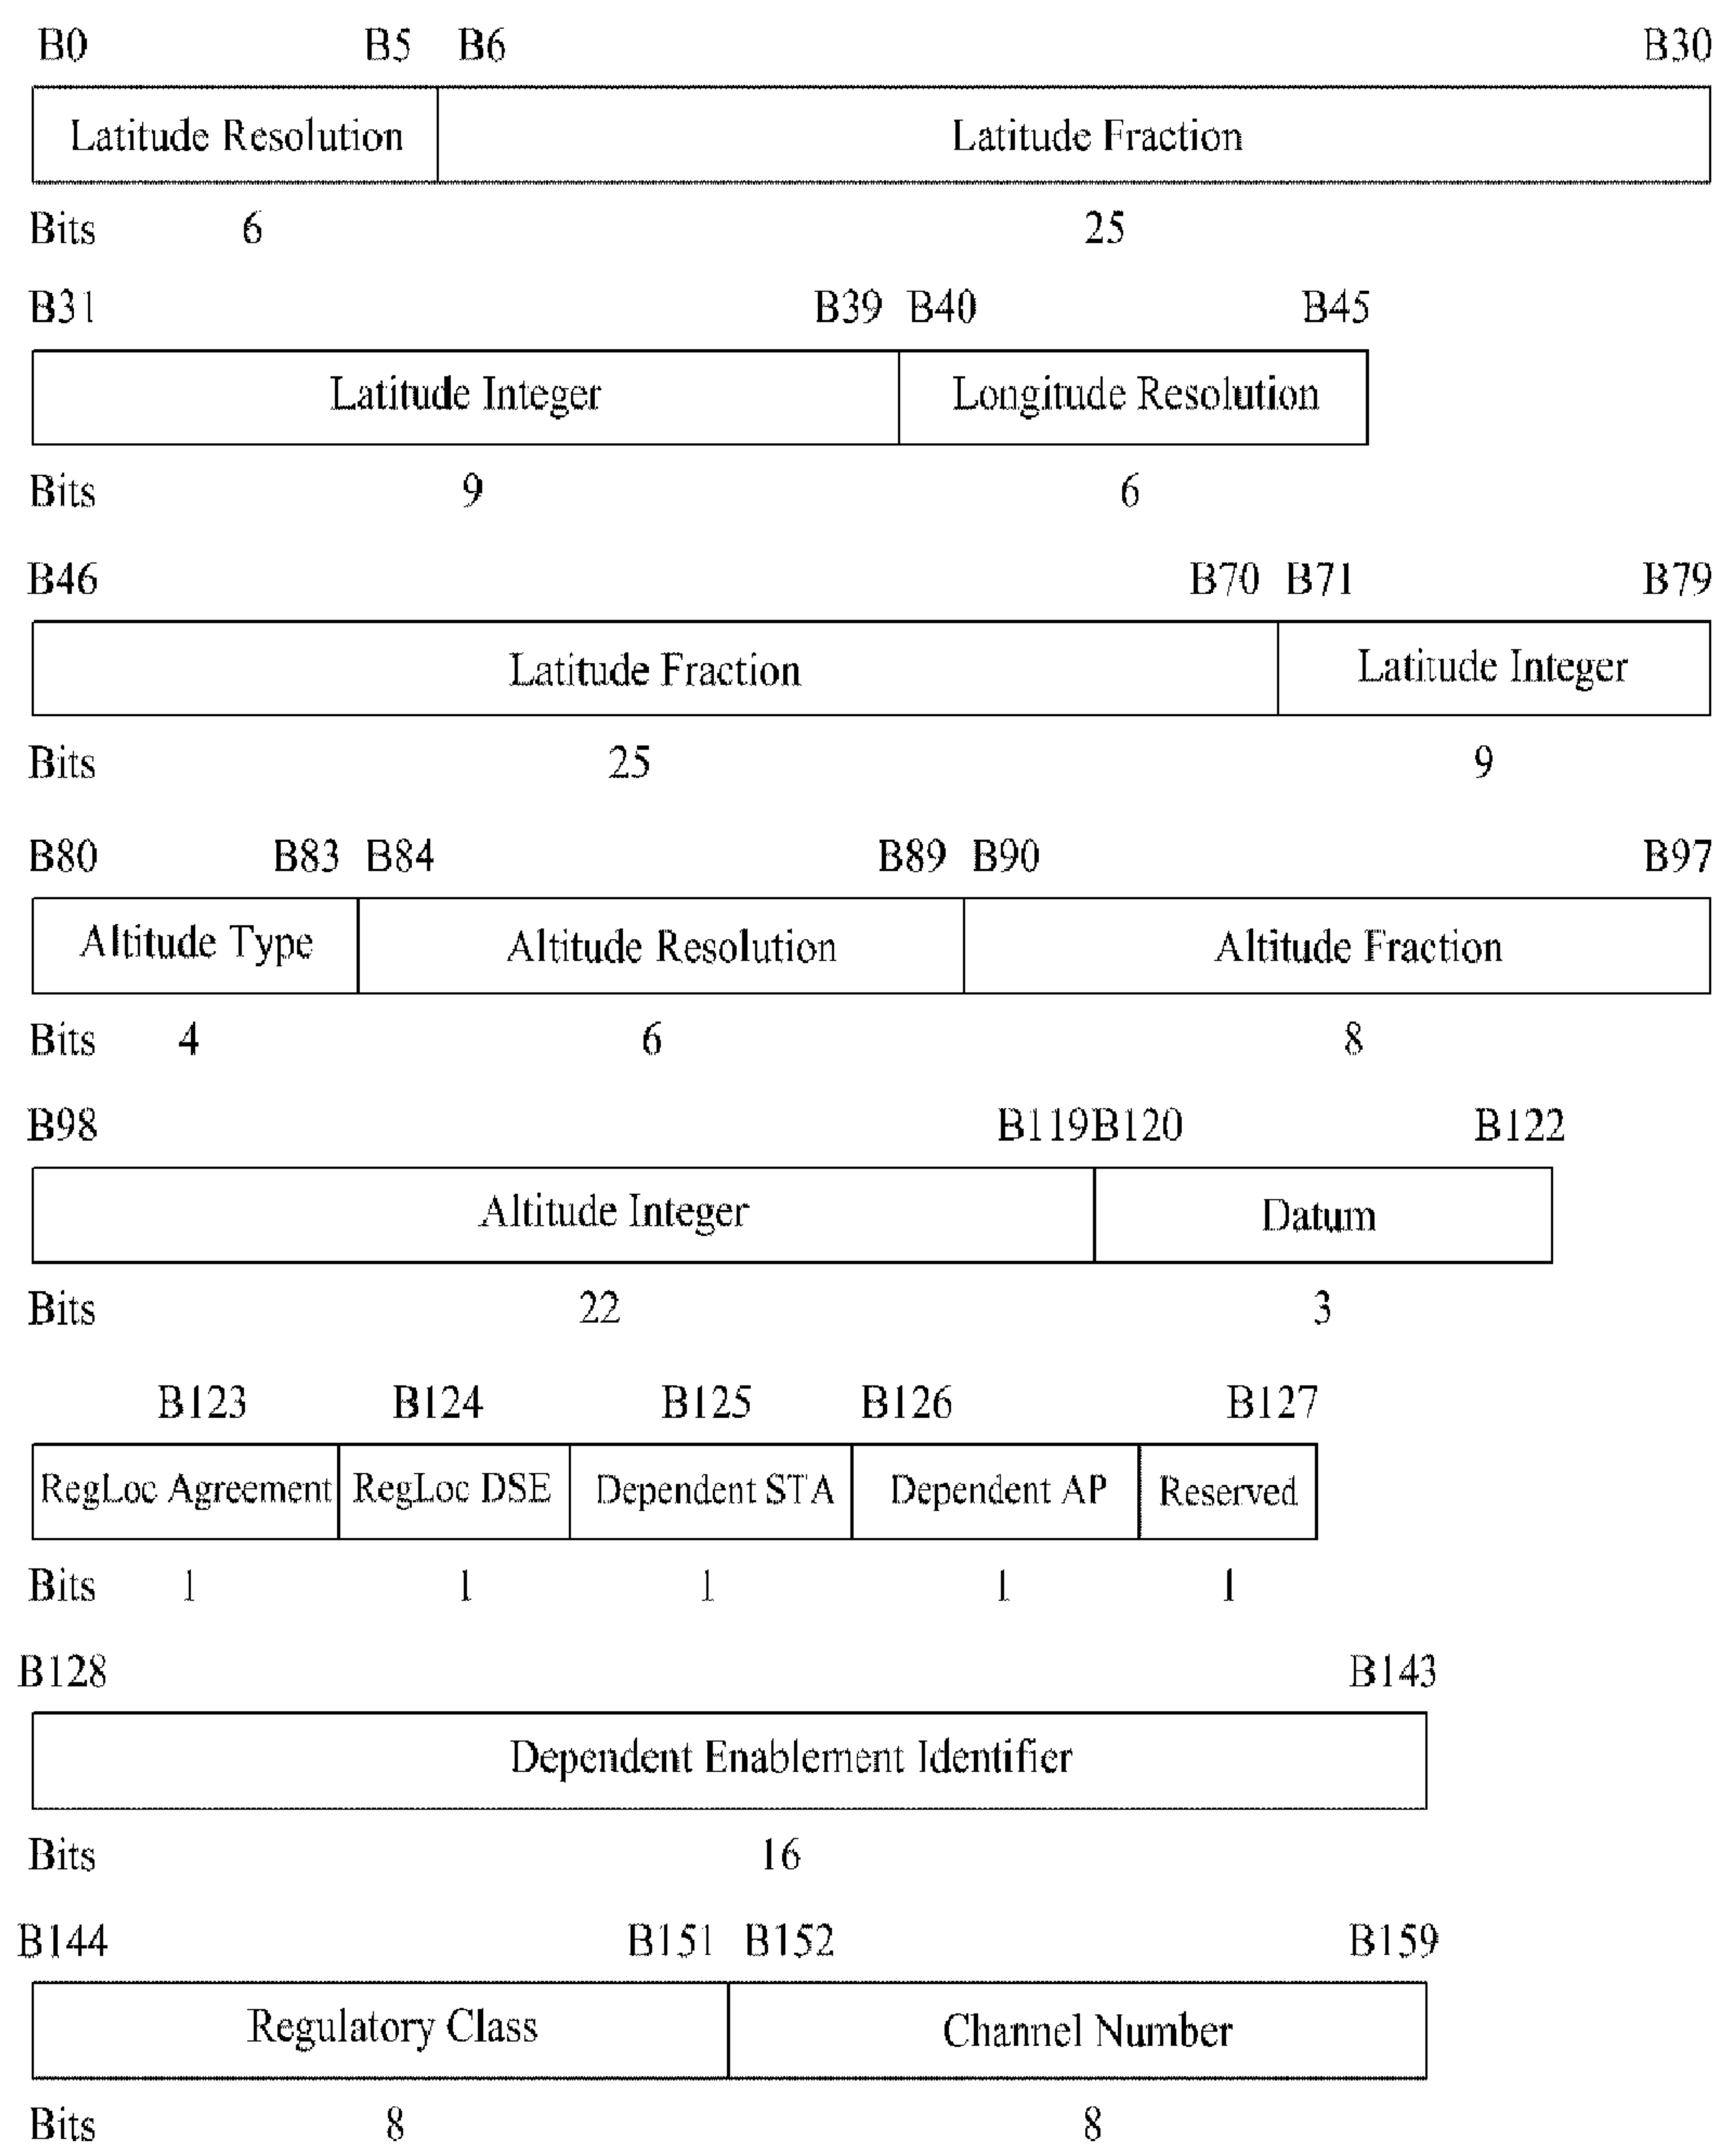 B0 B5 B6 B30
Latitude Resolution Latitude Fraction
Bits 6 25
B31 B39 B40 B45
Latitude Integer Longitude Resolution
Bits 9 6
B46 B70 B71 B79
Latitude Fraction Latitude Integer
Bits 25 9
B80 B83 B84 B89 B90 B97
Altitude Type Altitude Resolution Altitude Fraction
Bits 4 6 8
B98 B119 B120 B122
Altitude Integer Datum
Bits 22 3
B123 B124 B125 B126 B127
RegLoc Agreement RegLoc DSE Dependent STA Dependent AP Reserved
Bits 1 1 1 1 1
B128 B143
Dependent Enablement Identifier
Bits 16
B144 B151 B152 B159
Regulatory Class Channel Number
Bits 8 8